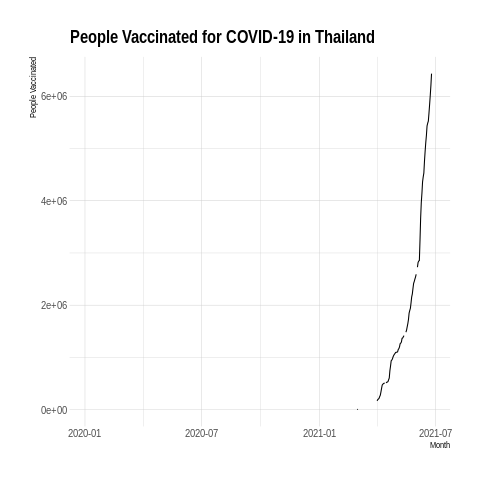 People Vaccinated for COVID-19 in Thailand
People Vaccinated
6e+06
4e+06
2e+06
0e+00
2020-01 2020-07 2021-01 2021-07
Month